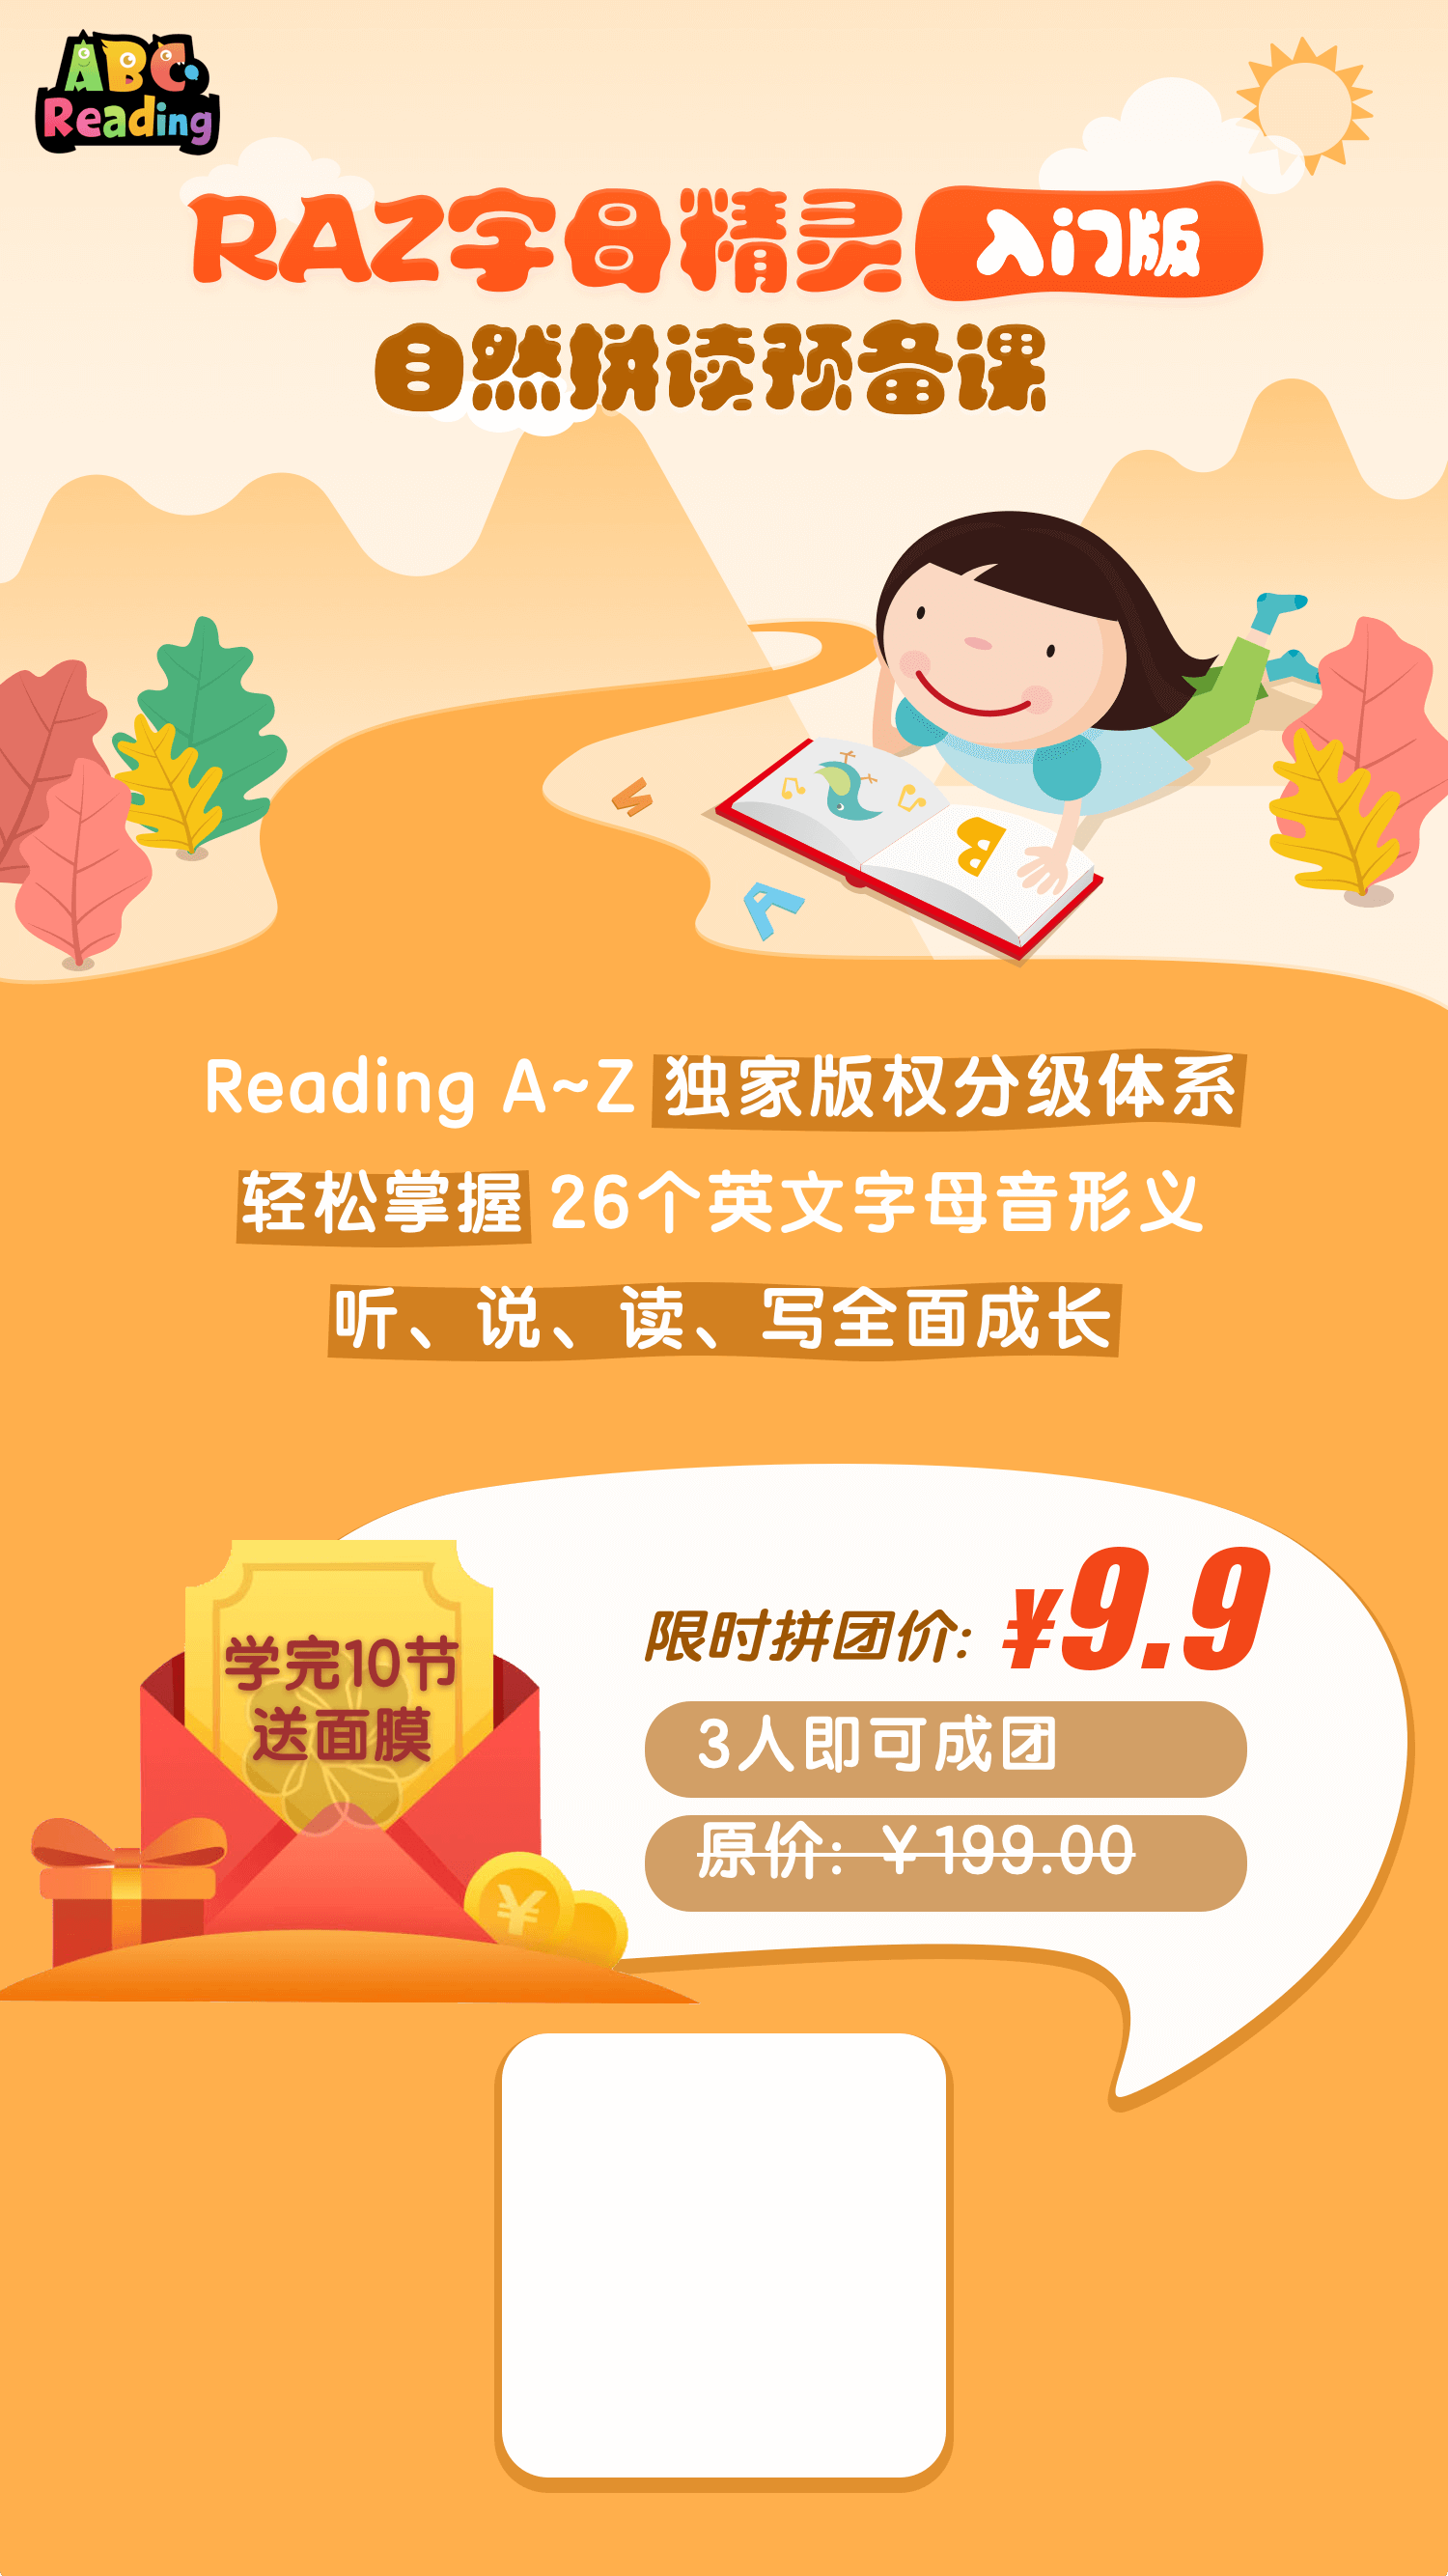 ABC
Reading
RAZ字母精灵 入门版
自然拼读预备课
N
A
B
Reading A~Z 独家版权分级体系
轻松掌握 26个英文字母音形义
听、说、读、写全面成长
学完10节
送面膜
限时拼团价: ¥9.9
3人即可成团
原价: ¥199.00
¥